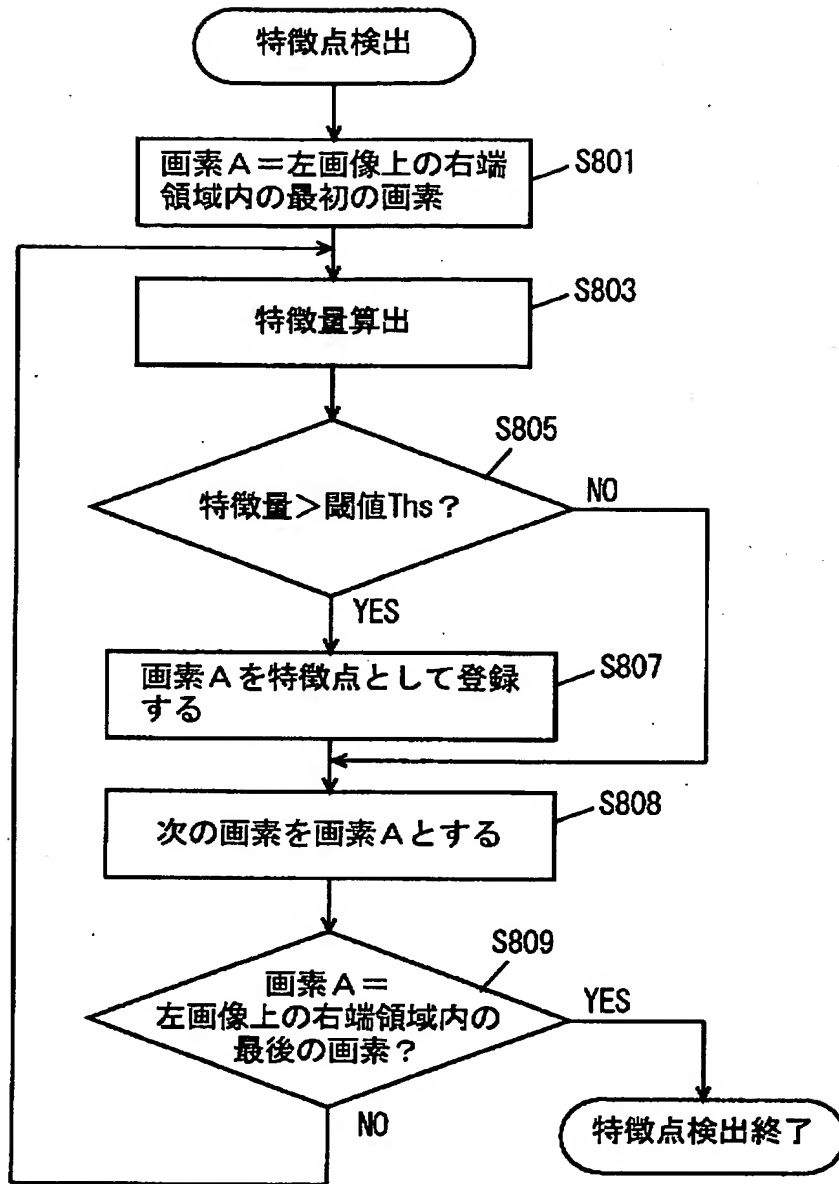 特徴点検出
画素A＝左画像上の右端
領域内の最初の画素
S801
特徴量算出
S803
特徴量＞閾値Ths？
S805
NO
YES
画素Aを特徴点として登録
する
S807
次の画素を画素Aとする
S808
画素A＝
左画像上の右端領域内の
最後の画素？
S809
YES
NO
特徴点検出終了